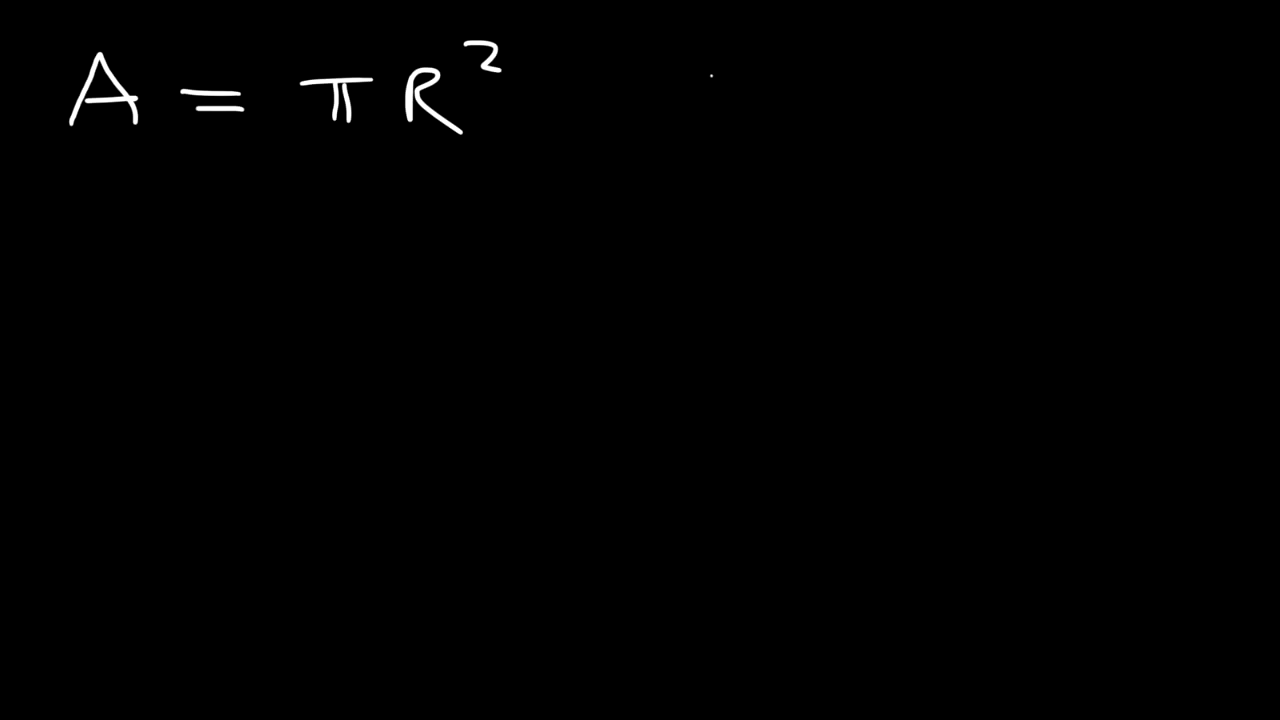 A = πR²